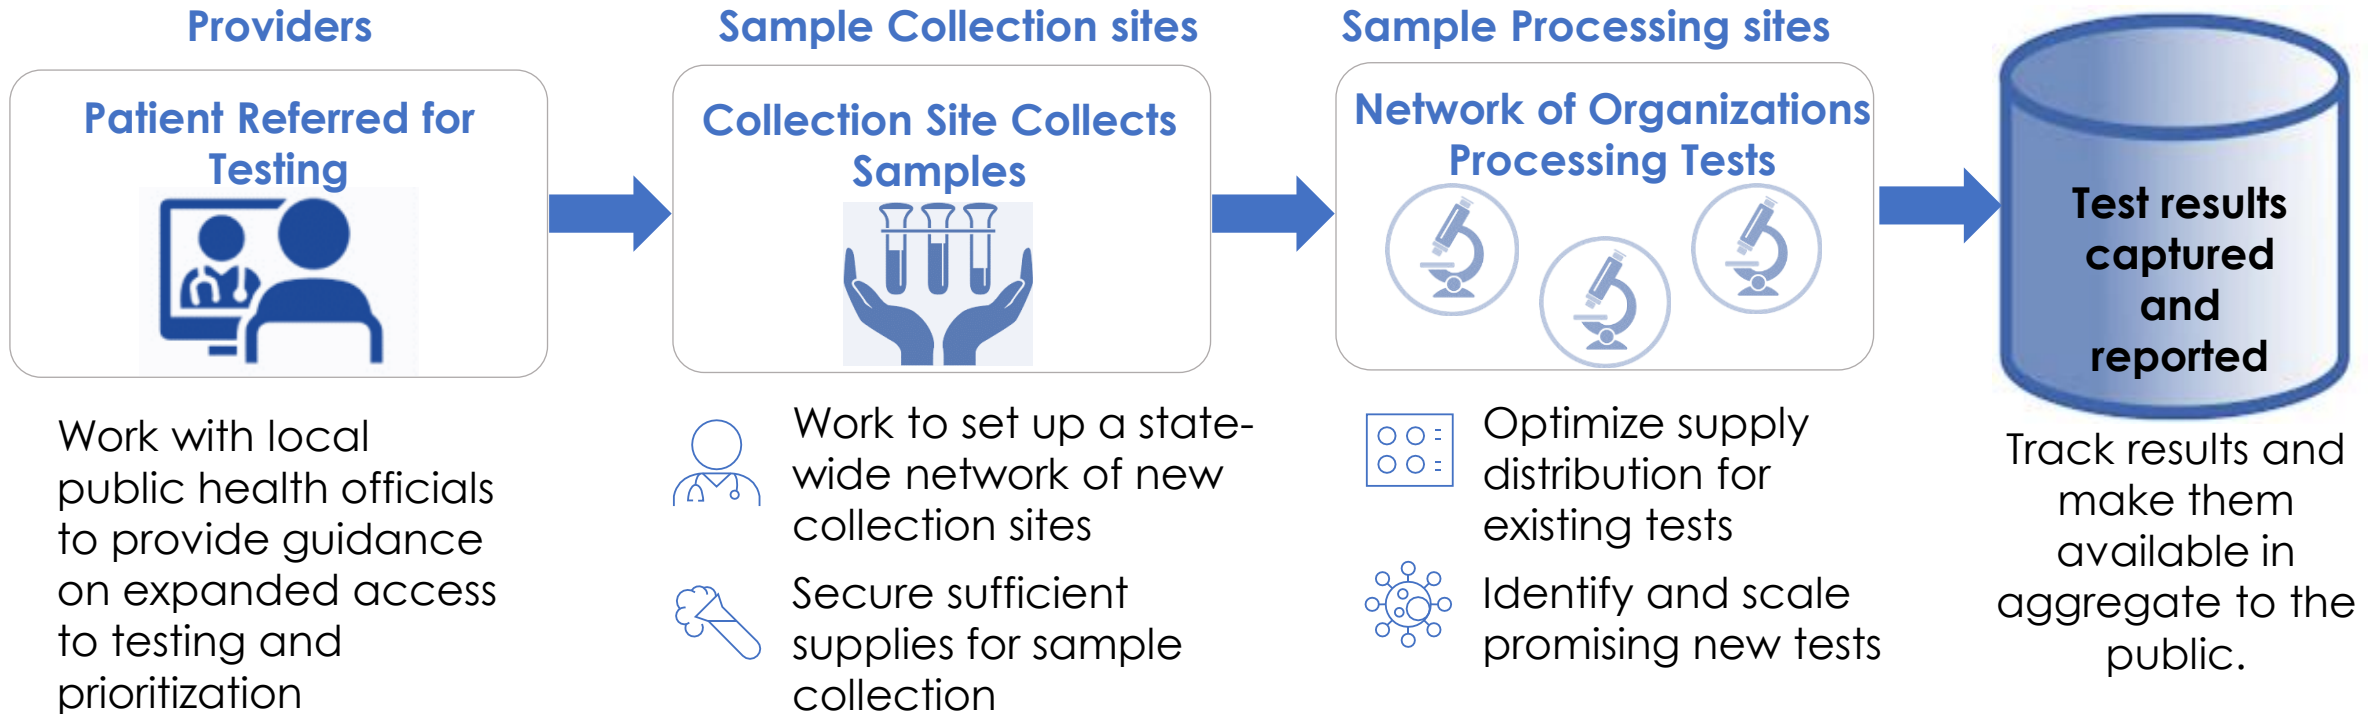 Providers
Patient Referred for
Testing
Work with local
public health officials
to provide guidance
on expanded access
to testing and
prioritization
Sample Collection sites
Collection Site Collects
Samples
Work to set up a state-
wide network of new
collection sites
Secure sufficient
supplies for sample
collection
Sample Processing sites
Network of Organizations
Processing Tests
Optimize supply
distribution for
existing tests
Identify and scale
promising new tests
Test results
captured
and
reported
Track results and
make them
available in
aggregate to the
public.